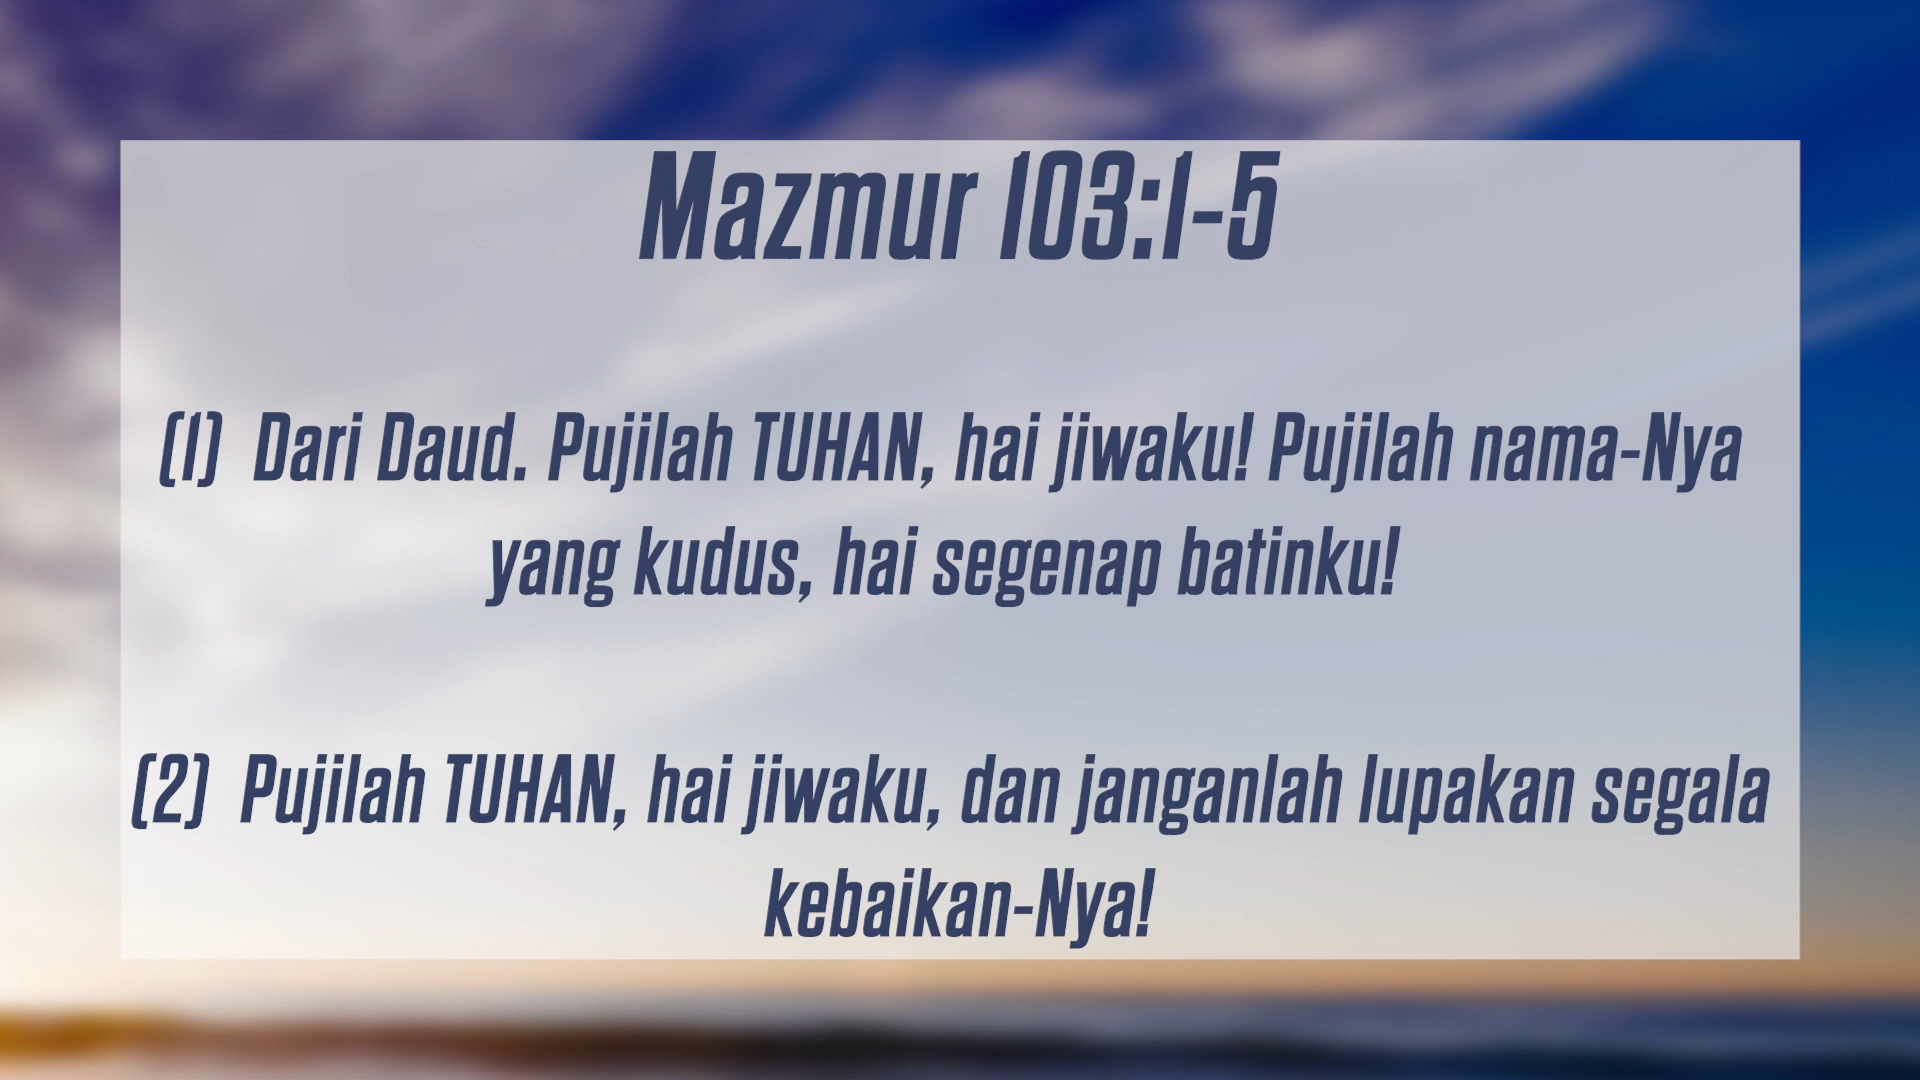 Mazmur 103:1-5
(1) Dari Daud. Pujilah TUHAN, hai jiwaku! Pujilah nama-Nya
yang kudus, hai segenap batinku!
(2) Pujilah TUHAN, hai jiwaku, dan janganlah lupakan segala
kebaikan-Nya!